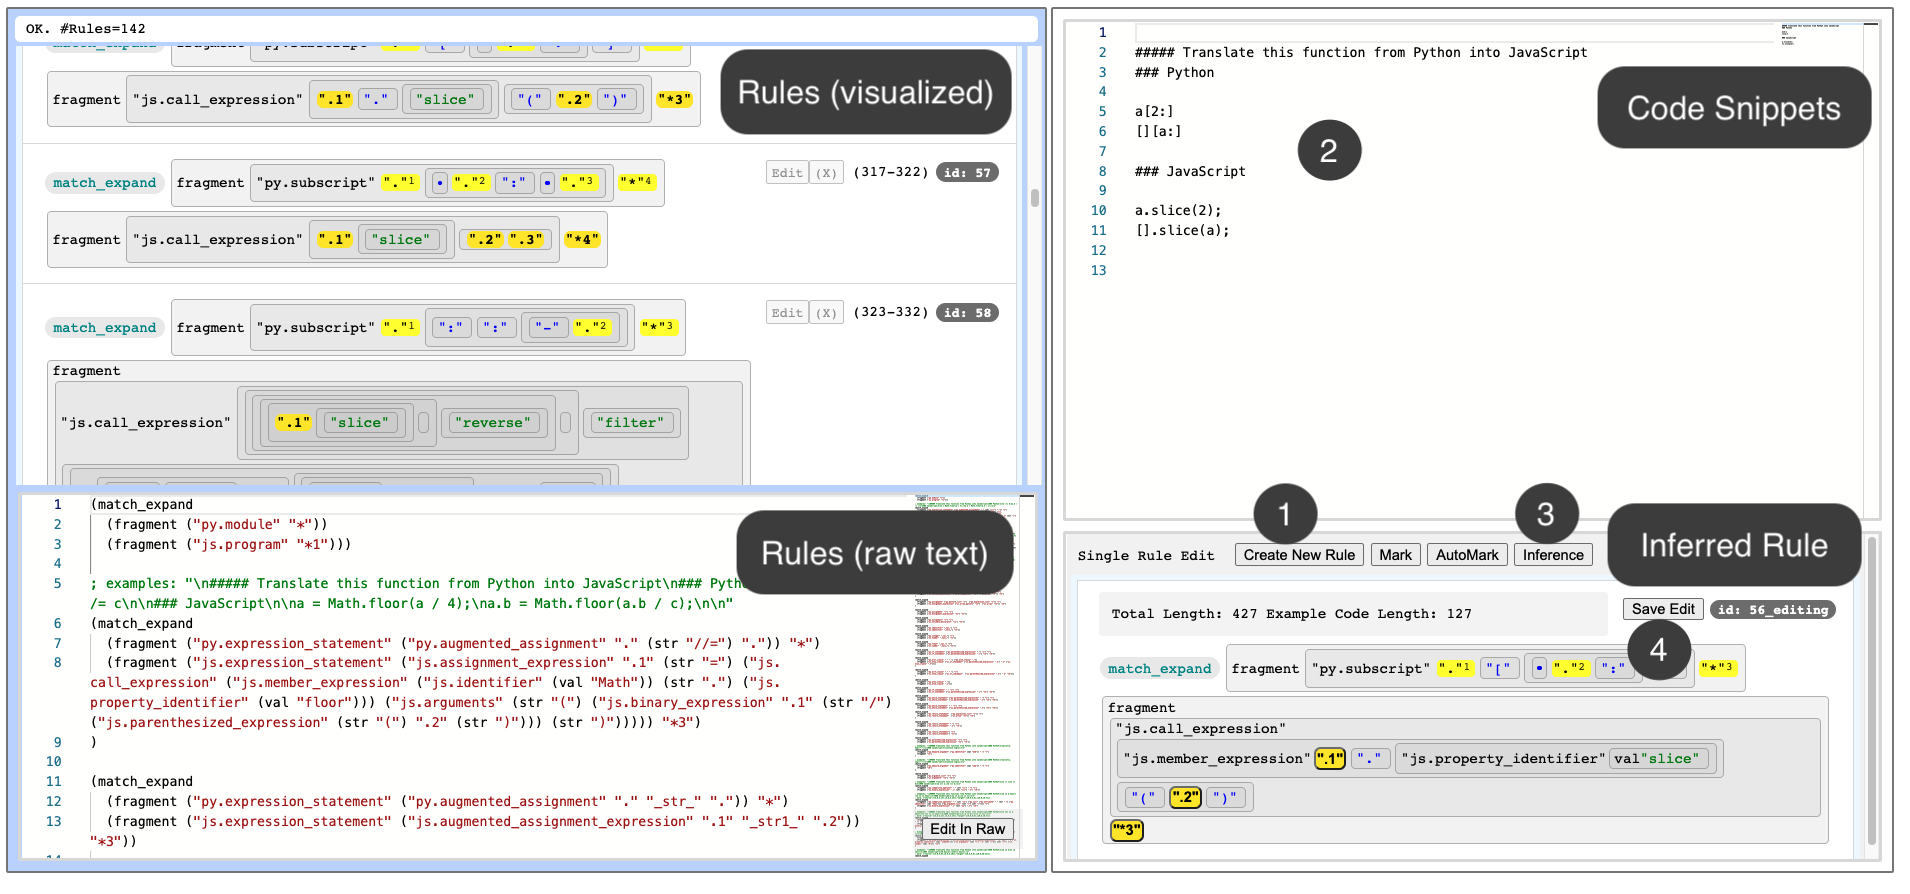 OK. #Rules=142
Rules (visualized)
fragment "js.call_expression" ".1" "." "slice" "(" ".2" ")" "*3"
match_expand fragment "py.subscript" "."1 "." "."2 ":" "." "."3 "*"4 Edit (X) (317-322) id: 57
fragment "js.call_expression" ".1" "slice" ".2" ".3" "*4"
match_expand fragment "py.subscript" "."1 ":" ":" "-" "."2 "*"3 Edit (X) (323-332) id: 58
fragment
"js.call_expression" ".1" "slice" "reverse" "filter"
Rules (raw text)
1 (match_expand
2 (fragment ("py.module" "*"))
3 (fragment ("js.program" "*1")))
4
5 ; examples: "\n##### Translate this function from Python into JavaScript\n### Pyth
/= c\n\n### JavaScript\n\na = Math.floor(a / 4);\na.b = Math.floor(a.b / c);\n\n"
6 (match_expand
7 (fragment ("py.expression_statement" ("py.augmented_assignment" "." (str "//=") ".")) "*")
8 (fragment ("js.expression_statement" ("js.assignment_expression" ".1" (str "=") ("js.
call_expression" ("js.member_expression" ("js.identifier" (val "Math")) (str ".") ("js.
property_identifier" (val "floor"))) ("js.arguments" (str "(") ("js.binary_expression" ".1" (str "/")
("js.parenthesized_expression" (str "(") ".2" (str ")"))) (str ")"))))) "*3")
9 )
10
11 (match_expand
12 (fragment ("py.expression_statement" ("py.augmented_assignment" "." "_str_" ".")) "*")
13 (fragment ("js.expression_statement" ("js.augmented_assignment_expression" ".1" "_str1_" ".2"))
"*3"))
Edit In Raw
Code Snippets
1
2 ##### Translate this function from Python into JavaScript
3 ### Python
4
5 a[2:]
6 [][a:]
7
8 ### JavaScript
9
10 a.slice(2);
11 [].slice(a);
12
13
2
1
3
Inferred Rule
Single Rule Edit Create New Rule Mark AutoMark Inference
Total Length: 427 Example Code Length: 127 Save Edit id: 56_editing
4
match_expand fragment "py.subscript" "."1 "[" "." "."2 ":" "*"3
fragment
"js.call_expression"
"js.member_expression" ".1" "." "js.property_identifier" val "slice"
"(" ".2" ")"
"*3"